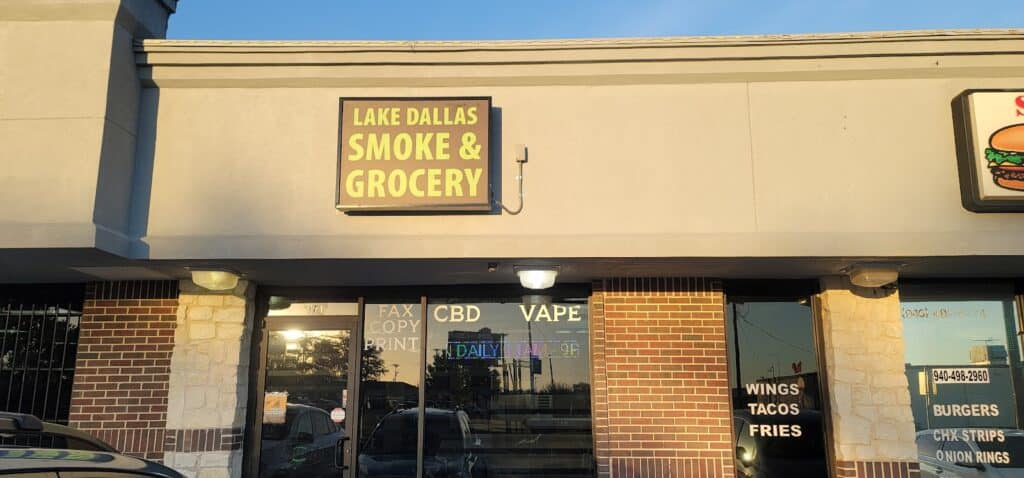 LAKE DALLAS
SMOKE &
GROCERY
FAX
COPY
PRINT
CBD VAPE
DAILY
WINGS
TACOS
FRIES
940-498-2960
BURGERS
CHX STRIPS
ONION RINGS